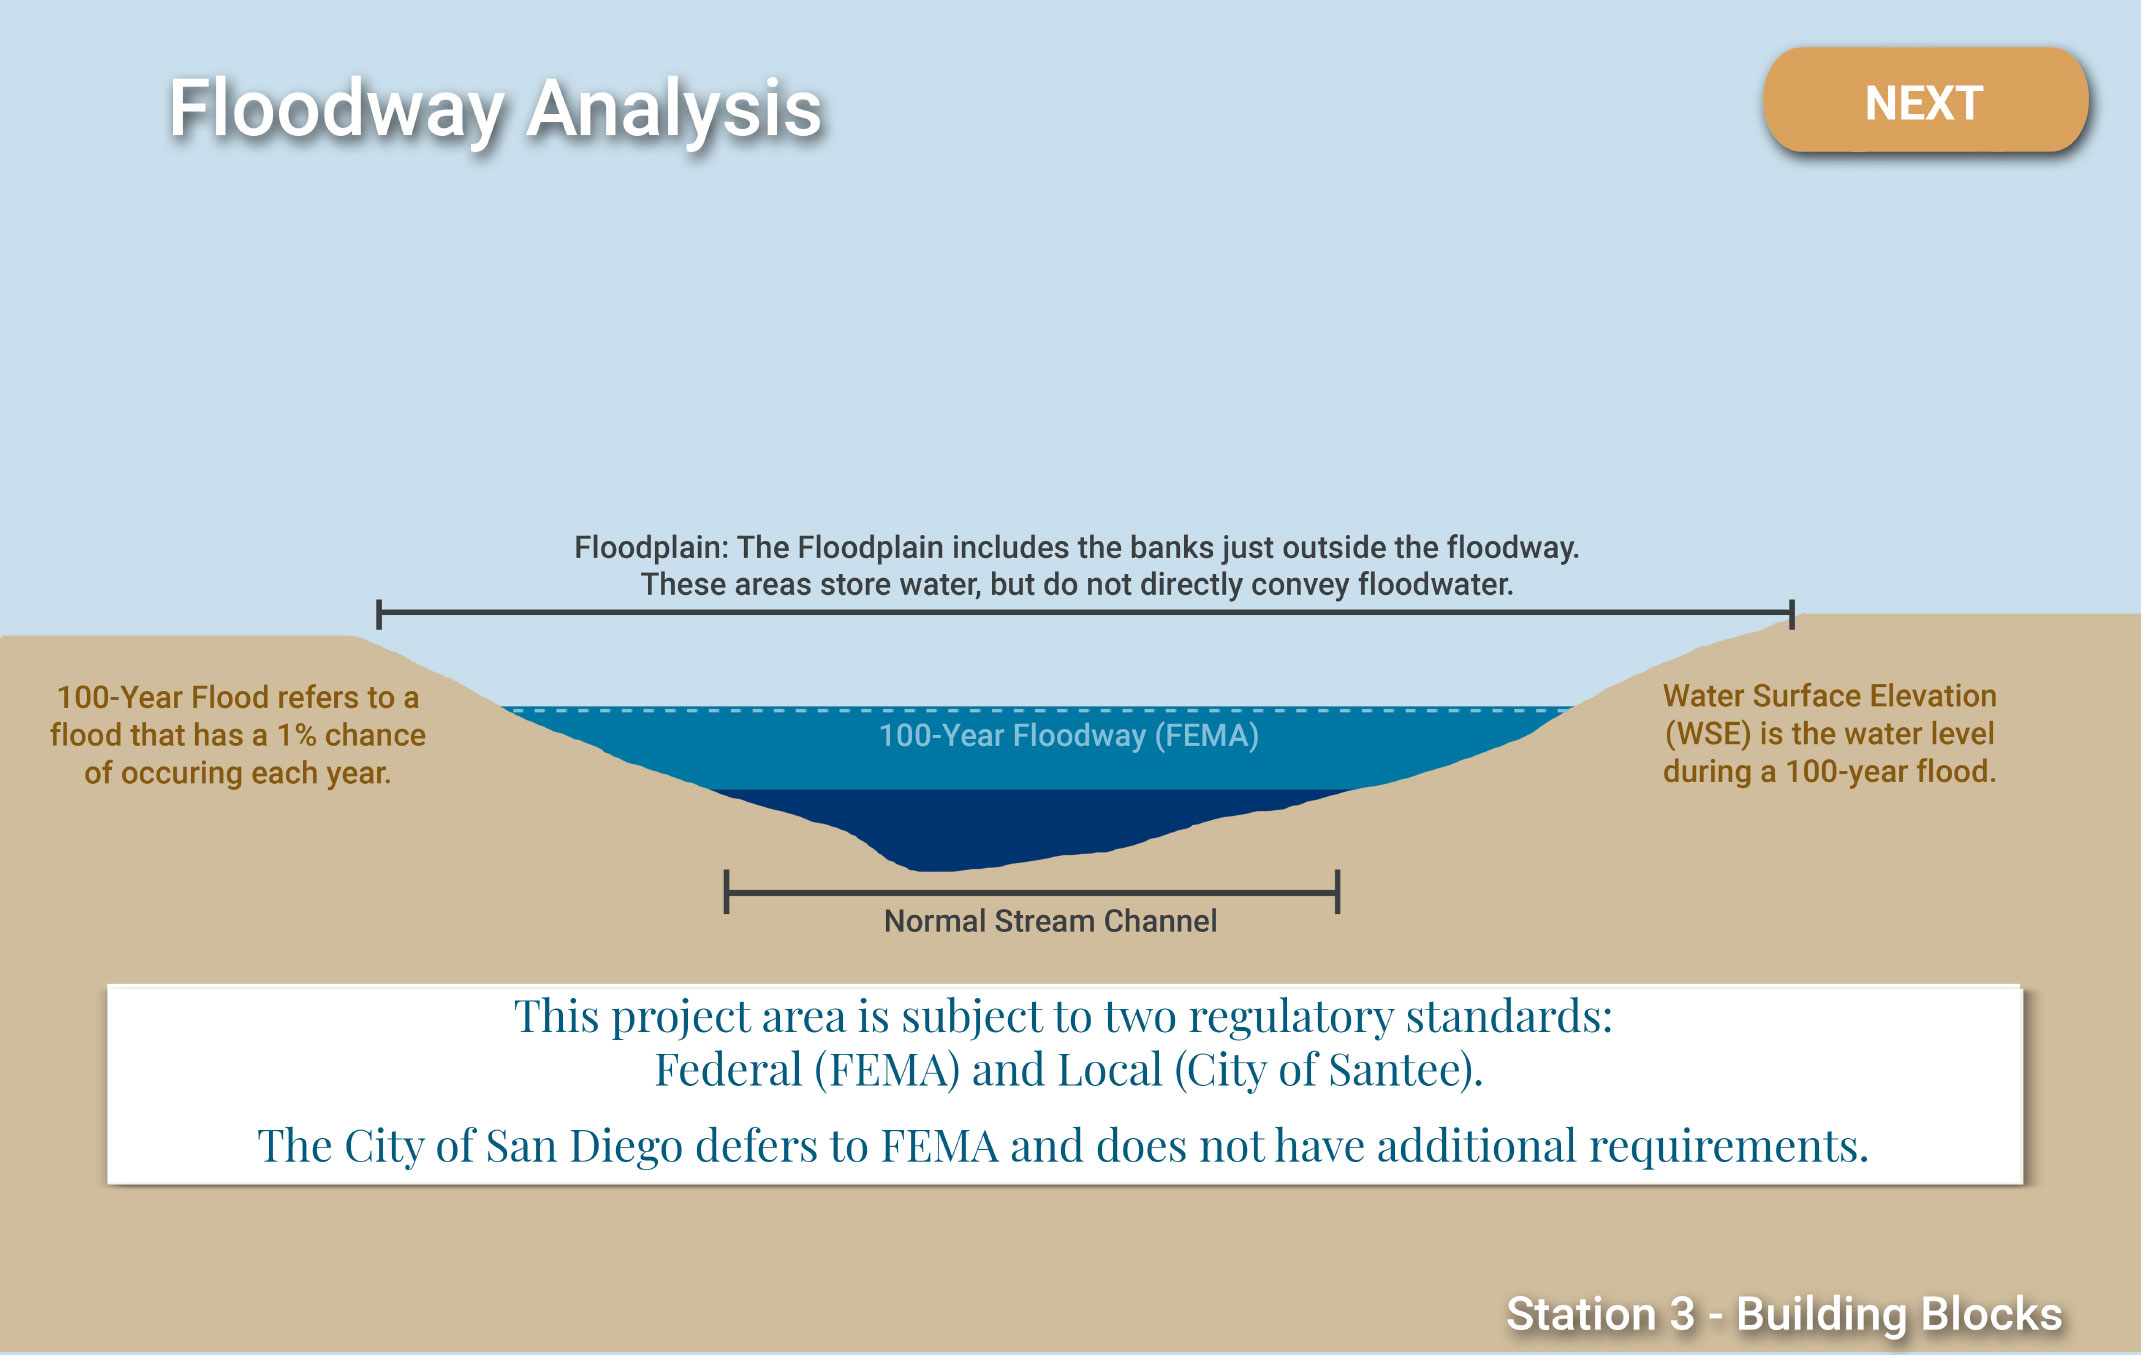 Floodway Analysis
NEXT
Floodplain: The Floodplain includes the banks just outside the floodway.
These areas store water, but do not directly convey floodwater.
100-Year Flood refers to a
flood that has a 1% chance
of occuring each year.
100-Year Floodway (FEMA)
Water Surface Elevation
(WSE) is the water level
during a 100-year flood.
Normal Stream Channel
This project area is subject to two regulatory standards:
Federal (FEMA) and Local (City of Santee).
The City of San Diego defers to FEMA and does not have additional requirements.
Station 3 - Building Blocks